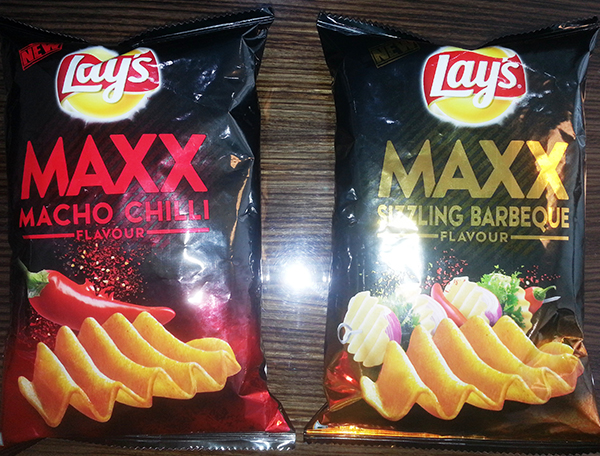 NEW
Lay's
MAXX
MACHO CHILLI
FLAVOUR
NEW
Lay's
MAXX
SIZZLING BARBEQUE
FLAVOUR